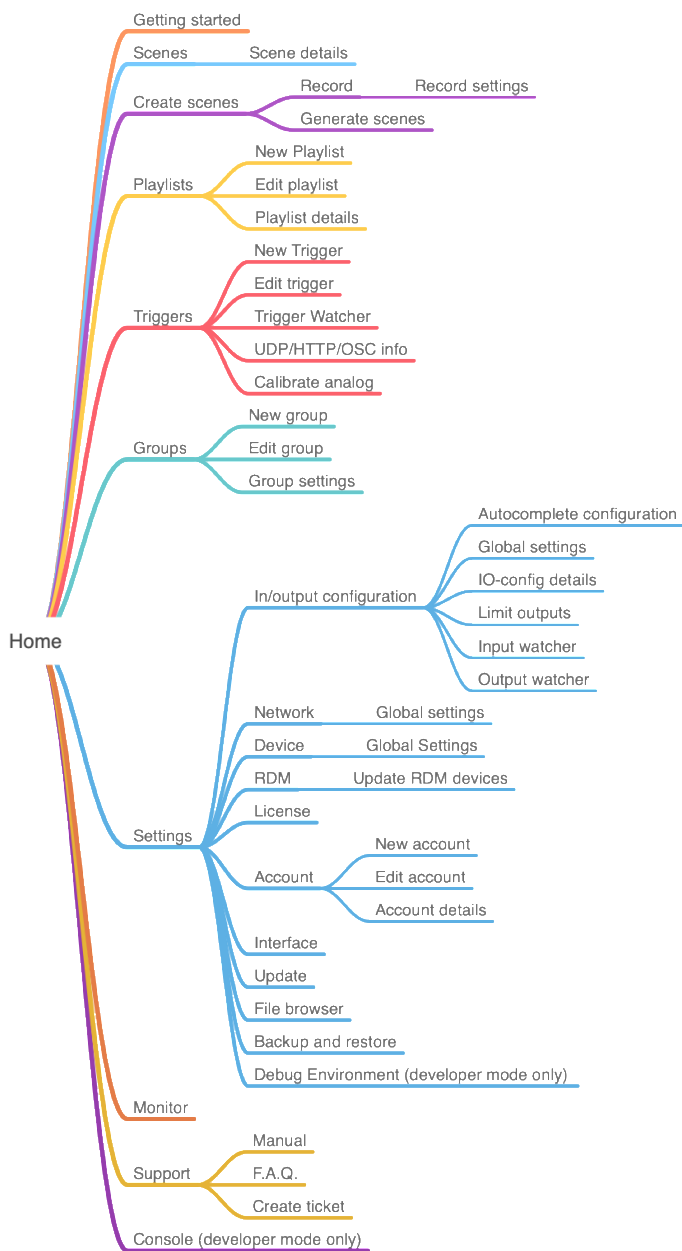 Getting started
Scenes
Scene details
Create scenes
Record
Record settings
Generate scenes
Playlists
New Playlist
Edit playlist
Playlist details
Triggers
New Trigger
Edit trigger
Trigger Watcher
UDP/HTTP/OSC info
Calibrate analog
Groups
New group
Edit group
Group settings
Home
Settings
In/output configuration
Autocomplete configuration
Global settings
IO-config details
Limit outputs
Input watcher
Output watcher
Network
Global settings
Device
Global Settings
RDM
Update RDM devices
License
Account
New account
Edit account
Account details
Interface
Update
File browser
Backup and restore
Debug Environment (developer mode only)
Monitor
Support
Manual
F.A.Q.
Create ticket
Console (developer mode only)